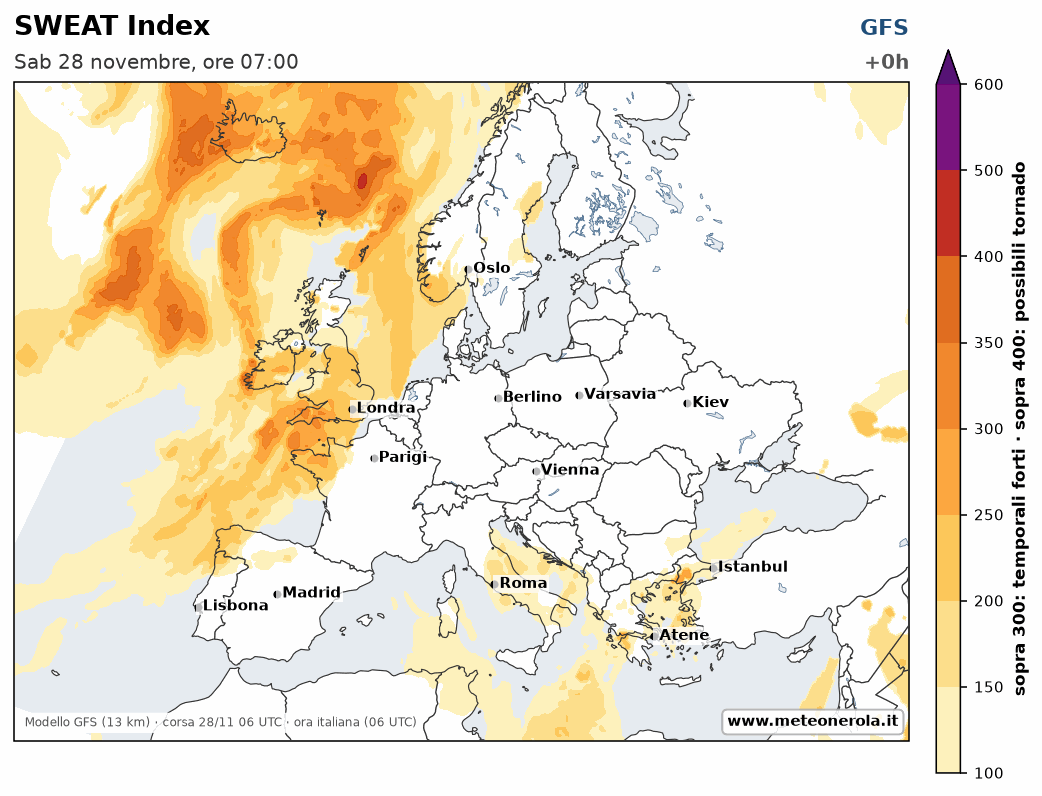 SWEAT Index
GFS
Sab 28 novembre, ore 07:00
+0h
600
500
400
350
300
250
200
150
100
sopra 300: temporali forti · sopra 400: possibili tornado
Oslo
Londra
Berlino
Varsavia
Kiev
Parigi
Vienna
Istanbul
Roma
Madrid
Lisbona
Atene
Modello GFS (13 km) · corsa 28/11 06 UTC · ora italiana (06 UTC)
www.meteonerola.it